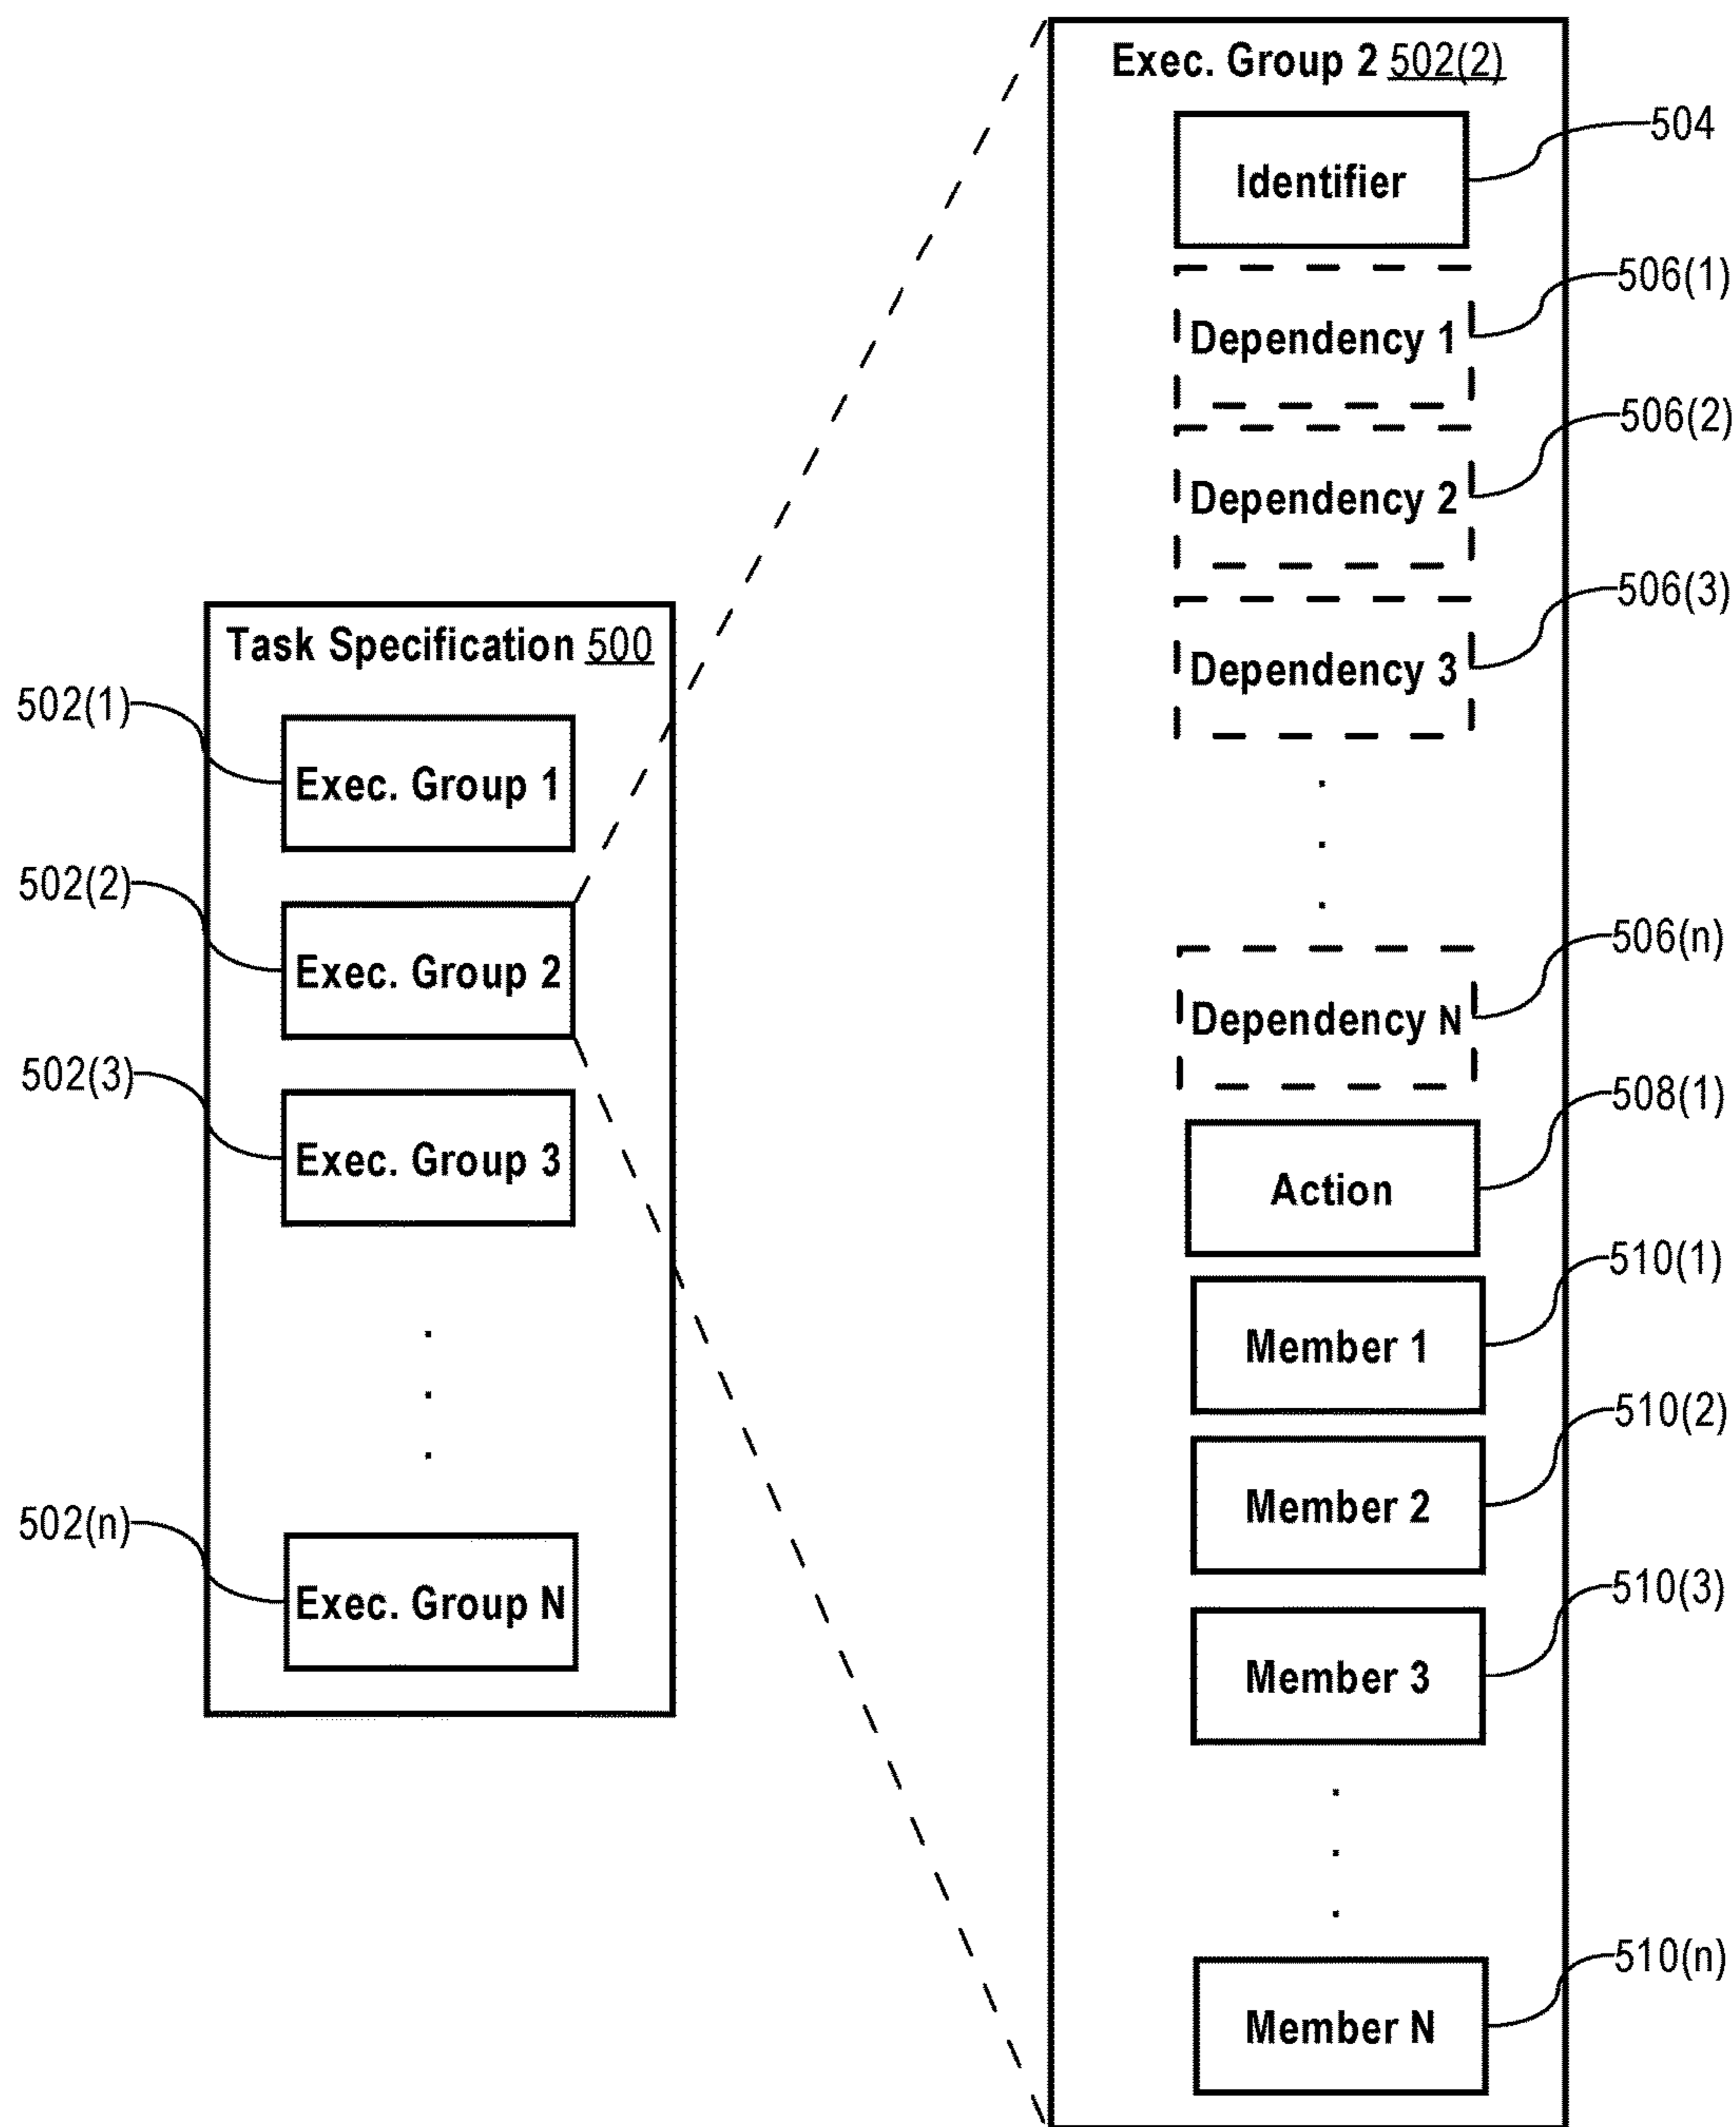 Task Specification 500
502(1)
Exec. Group 1
502(2)
Exec. Group 2
502(3)
Exec. Group 3
.
.
.
502(n)
Exec. Group N
Exec. Group 2 502(2)
Identifier
504
Dependency 1
506(1)
Dependency 2
506(2)
Dependency 3
506(3)
.
.
.
Dependency N
506(n)
Action
508(1)
Member 1
510(1)
Member 2
510(2)
Member 3
510(3)
.
.
.
Member N
510(n)